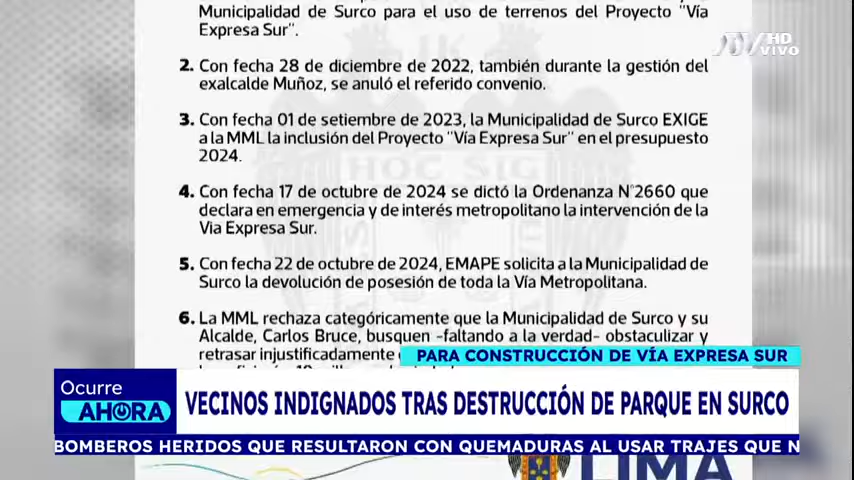 Municipalidad de Surco para el uso de terrenos del Proyecto "Vía
Expresa Sur".
HD
VIVO
2. Con fecha 28 de diciembre de 2022, también durante la gestión del
exalcalde Muñoz, se anuló el referido convenio.
3. Con fecha 01 de setiembre de 2023, la Municipalidad de Surco EXIGE
a la MML la inclusión del Proyecto "Vía Expresa Sur" en el presupuesto
2024.
HOC SIG
4. Con fecha 17 de octubre de 2024 se dictó la Ordenanza N°2660 que
declara en emergencia y de interés metropolitano la intervención de la
Via Expresa Sur.
5. Con fecha 22 de octubre de 2024, EMAPE solicita a la Municipalidad de
Surco la devolución de posesión de toda la Vía Metropolitana.
6. La MML rechaza categóricamente que la Municipalidad de Surco y su
Alcalde, Carlos Bruce, busquen -faltando a la verdad- obstaculizar y
retrasar injustificadamente
PARA CONSTRUCCIÓN DE VÍA EXPRESA SUR
Ocurre
AHORA
VECINOS INDIGNADOS TRAS DESTRUCCIÓN DE PARQUE EN SURCO
BOMBEROS HERIDOS QUE RESULTARON CON QUEMADURAS AL USAR TRAJES QUE N
LIMA